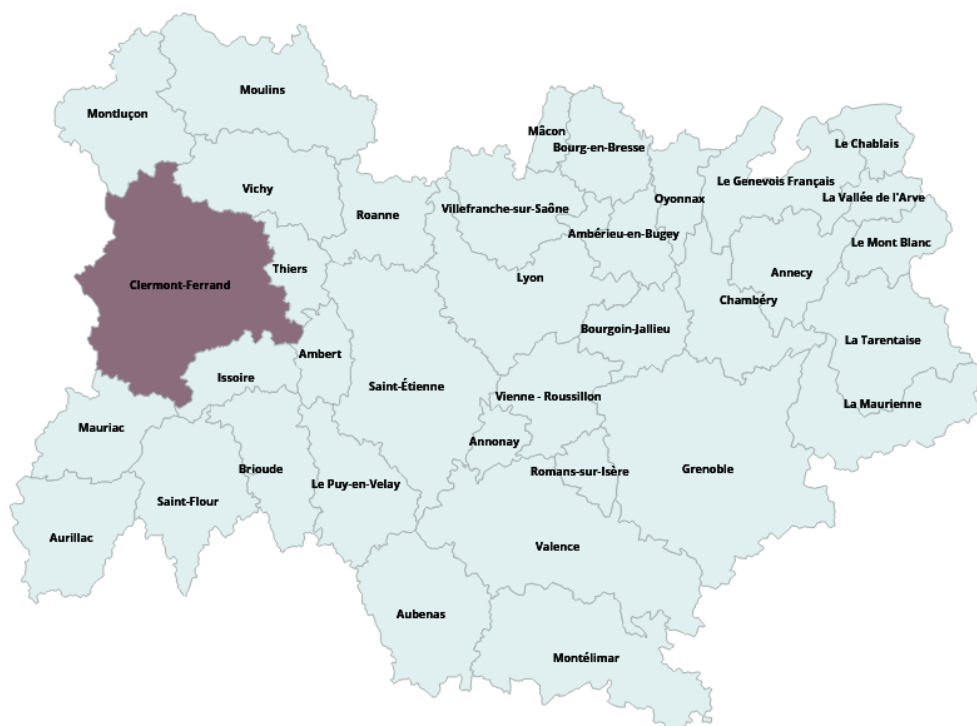 Moulins
Montluçon
Mâcon
Bourg-en-Bresse
Le Chablais
Vichy
Le Genevois Français
La Vallée de l'Arve
Oyonnax
Villefranche-sur-Saône
Roanne
Ambérieu-en-Bugey
Le Mont Blanc
Thiers
Annecy
Lyon
Clermont-Ferrand
Chambéry
Bourgoin-Jallieu
La Tarentaise
Ambert
Issoire
Saint-Étienne
Vienne - Roussillon
La Maurienne
Mauriac
Annonay
Brioude
Romans-sur-Isère
Grenoble
Le Puy-en-Velay
Saint-Flour
Aurillac
Valence
Aubenas
Montélimar